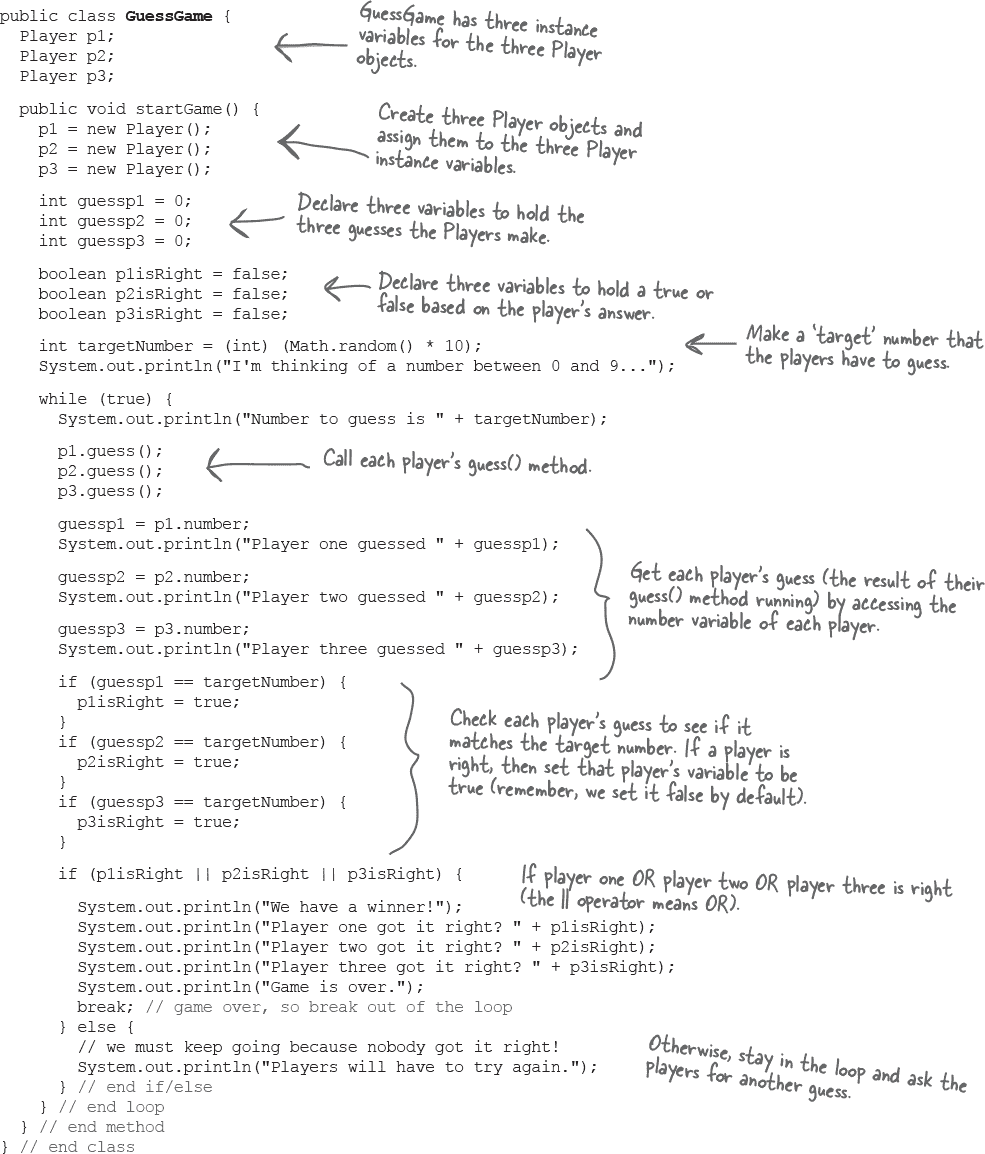 public class GuessGame {
Player p1;
Player p2;
Player p3;
GuessGame has three instance
variables for the three Player
objects.
public void startGame() {
p1 = new Player();
p2 = new Player();
p3 = new Player();
Create three Player objects and
assign them to the three Player
instance variables.
int guessp1 = 0;
int guessp2 = 0;
int guessp3 = 0;
Declare three variables to hold the
three guesses the Players make.
boolean p1isRight = false;
boolean p2isRight = false;
boolean p3isRight = false;
Declare three variables to hold a true or
false based on the player's answer.
int targetNumber = (int) (Math.random() * 10);
System.out.println("I'm thinking of a number between 0 and 9...");
Make a 'target' number that
the players have to guess.
while (true) {
System.out.println("Number to guess is " + targetNumber);
p1.guess();
p2.guess();
p3.guess();
Call each player's guess() method.
guessp1 = p1.number;
System.out.println("Player one guessed " + guessp1);
guessp2 = p2.number;
System.out.println("Player two guessed " + guessp2);
guessp3 = p3.number;
System.out.println("Player three guessed " + guessp3);
Get each player's guess (the result of their
guess() method running) by accessing the
number variable of each player.
if (guessp1 == targetNumber) {
p1isRight = true;
}
if (guessp2 == targetNumber) {
p2isRight = true;
}
if (guessp3 == targetNumber) {
p3isRight = true;
}
Check each player's guess to see if it
matches the target number. If a player is
right, then set that player's variable to be
true (remember, we set it false by default).
if (p1isRight || p2isRight || p3isRight) {
If player one OR player two OR player three is right
(the || operator means OR).
System.out.println("We have a winner!");
System.out.println("Player one got it right? " + p1isRight);
System.out.println("Player two got it right? " + p2isRight);
System.out.println("Player three got it right? " + p3isRight);
System.out.println("Game is over.");
break; // game over, so break out of the loop
} else {
// we must keep going because nobody got it right!
System.out.println("Players will have to try again.");
} // end if/else
} // end loop
} // end method
} // end class
Otherwise, stay in the loop and ask the
players for another guess.